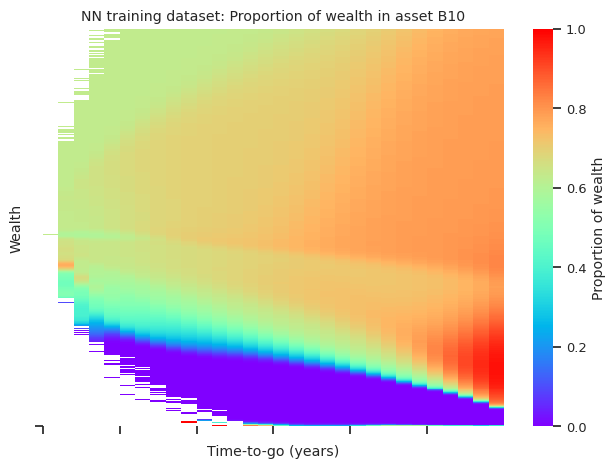 NN training dataset: Proportion of wealth in asset B10
Wealth
Time-to-go (years)
1.0
0.8
0.6
0.4
0.2
0.0
Proportion of wealth